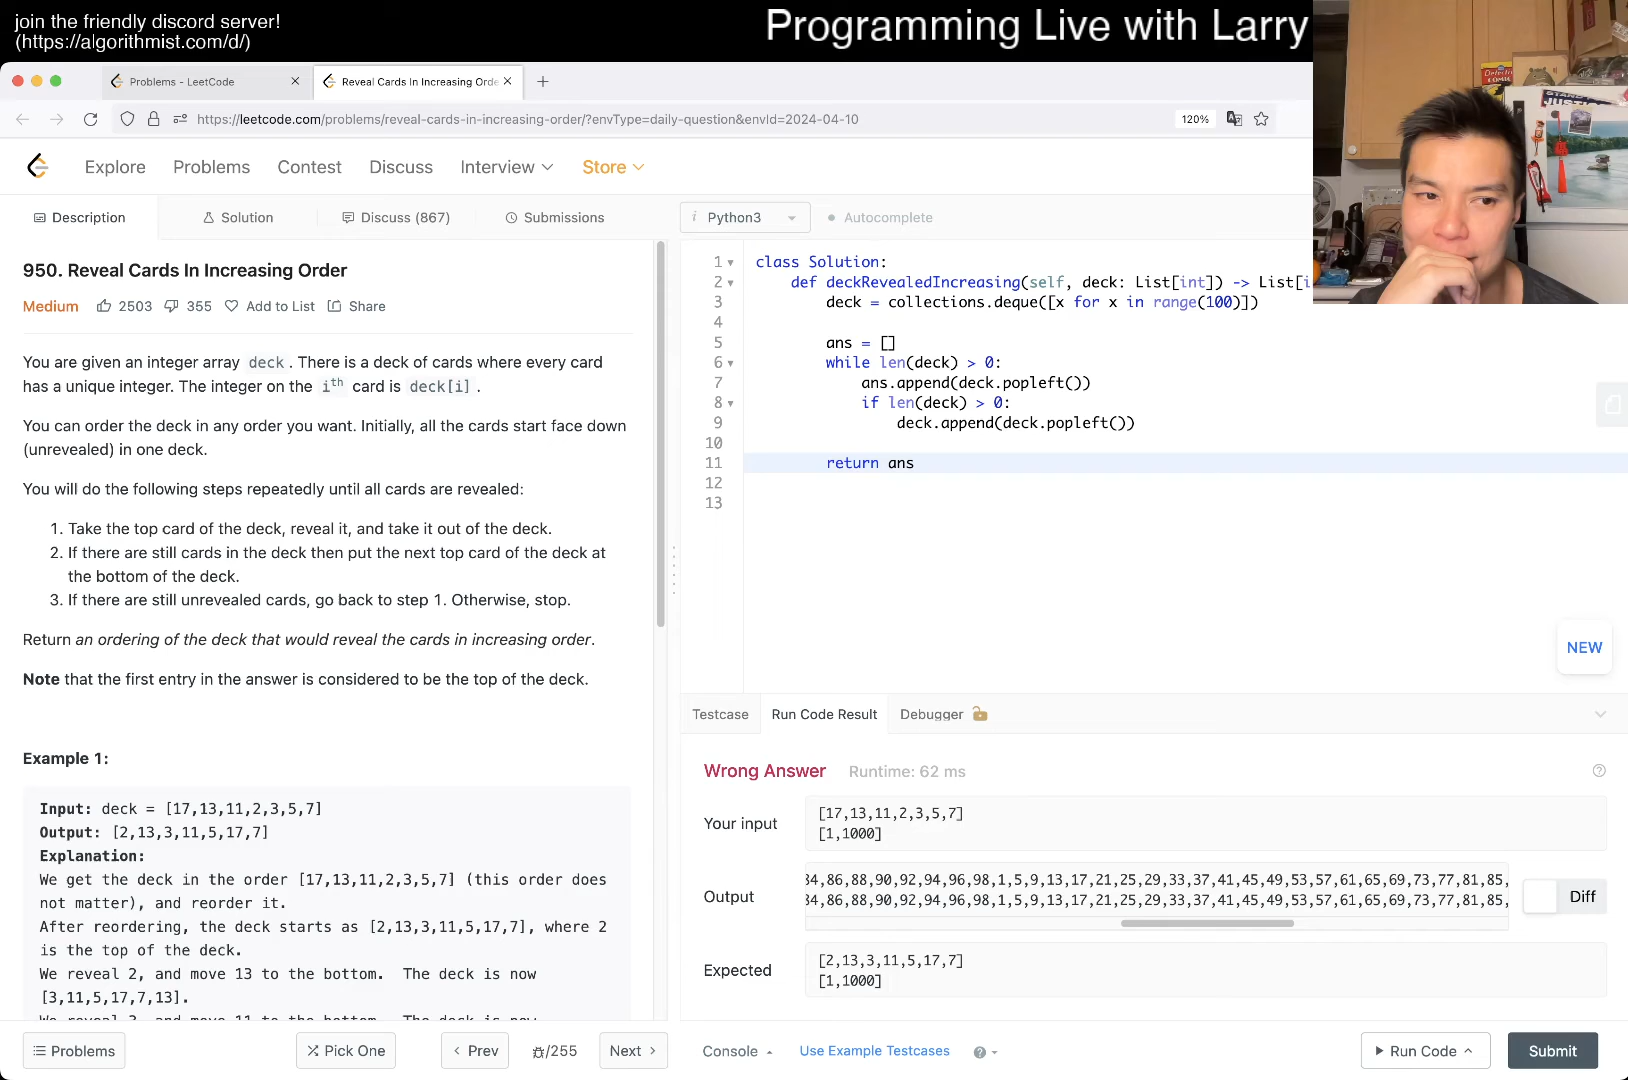 join the friendly discord server!
(https://algorithmist.com/d/)
Programming Live with Larry
Problems - LeetCode
Reveal Cards In Increasing Orde
https://leetcode.com/problems/reveal-cards-in-increasing-order/?envType=daily-question&envId=2024-04-10
120%
Explore
Problems
Contest
Discuss
Interview
Store
Description
Solution
Discuss (867)
Submissions
i Python3
Autocomplete
950. Reveal Cards In Increasing Order
Medium 2503 355 Add to List Share
You are given an integer array deck. There is a deck of cards where every card
has a unique integer. The integer on the ith card is deck[i].
You can order the deck in any order you want. Initially, all the cards start face down
(unrevealed) in one deck.
You will do the following steps repeatedly until all cards are revealed:
1. Take the top card of the deck, reveal it, and take it out of the deck.
2. If there are still cards in the deck then put the next top card of the deck at
the bottom of the deck.
3. If there are still unrevealed cards, go back to step 1. Otherwise, stop.
Return an ordering of the deck that would reveal the cards in increasing order.
Note that the first entry in the answer is considered to be the top of the deck.
Example 1:
Input: deck = [17,13,11,2,3,5,7]
Output: [2,13,3,11,5,17,7]
Explanation:
We get the deck in the order [17,13,11,2,3,5,7] (this order does
not matter), and reorder it.
After reordering, the deck starts as [2,13,3,11,5,17,7], where 2
is the top of the deck.
We reveal 2, and move 13 to the bottom. The deck is now
[3,11,5,17,7,13].
We reveal 3, and move 11 to the bottom. The deck is now
1 class Solution:
2 def deckRevealedIncreasing(self, deck: List[int]) -> List[i
3 deck = collections.deque([x for x in range(100)])
4
5 ans = []
6 while len(deck) > 0:
7 ans.append(deck.popleft())
8 if len(deck) > 0:
9 deck.append(deck.popleft())
10
11 return ans
12
13
NEW
Testcase
Run Code Result
Debugger
Wrong Answer Runtime: 62 ms
Your input
[17,13,11,2,3,5,7]
[1,1000]
Output
84,86,88,90,92,94,96,98,1,5,9,13,17,21,25,29,33,37,41,45,49,53,57,61,65,69,73,77,81,85,
84,86,88,90,92,94,96,98,1,5,9,13,17,21,25,29,33,37,41,45,49,53,57,61,65,69,73,77,81,85,
Diff
Expected
[2,13,3,11,5,17,7]
[1,1000]
Problems
Pick One
Prev
/255
Next
Console
Use Example Testcases
Run Code
Submit